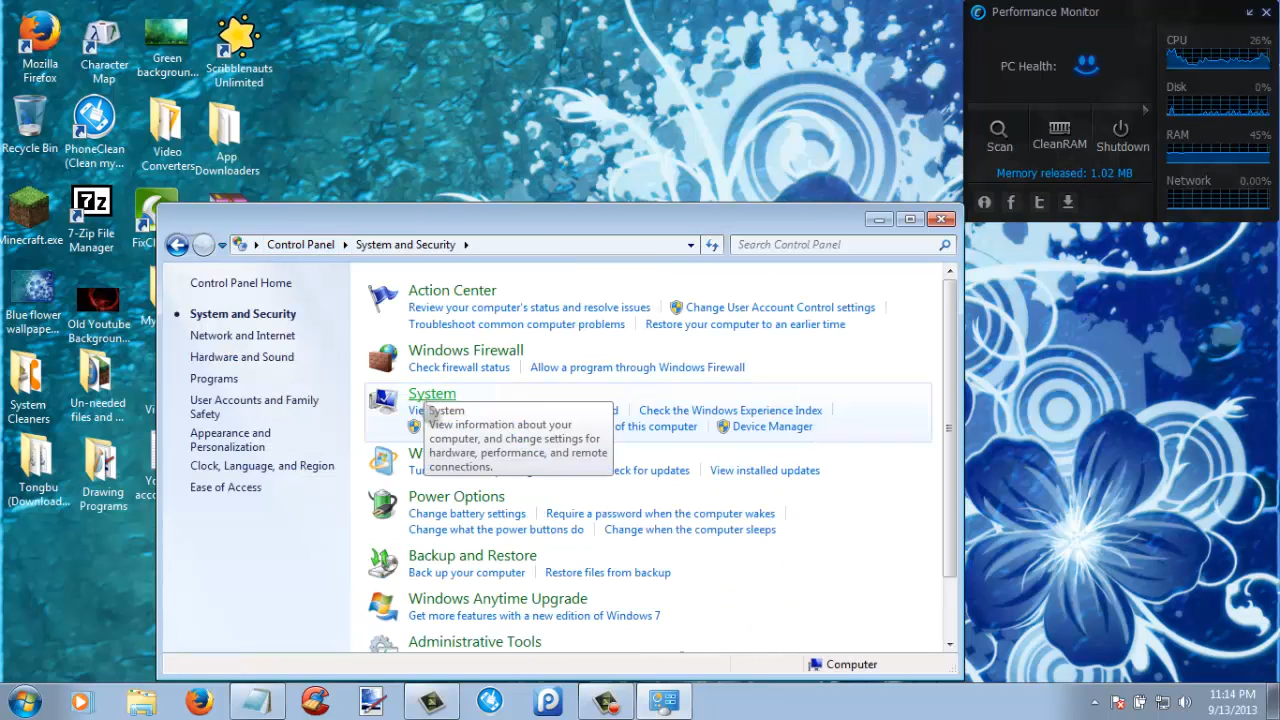 Mozilla
Firefox
Character
Map
Green
backgroun...
Scribblenauts
Unlimited
Recycle Bin
PhoneClean
(Clean my...
Video
Converters
App
Downloaders
Minecraft.exe
7-Zip File
Manager
Blue flower
wallpape...
Old Youtube
Backgroun...
System
Cleaners
Un-needed
files and ...
Tongbu
(Download...
Drawing
Programs
Performance Monitor
PC Health:
Scan
CleanRAM
Shutdown
Memory released: 1.02 MB
CPU 26%
Disk 0%
RAM 45%
Network 0.00%
Control Panel System and Security
Search Control Panel
Control Panel Home
System and Security
Network and Internet
Hardware and Sound
Programs
User Accounts and Family
Safety
Appearance and
Personalization
Clock, Language, and Region
Ease of Access
Action Center
Review your computer's status and resolve issues Change User Account Control settings
Troubleshoot common computer problems Restore your computer to an earlier time
Windows Firewall
Check firewall status Allow a program through Windows Firewall
System
Check the Windows Experience Index
of this computer Device Manager
System
View information about your
computer, and change settings for
hardware, performance, and remote
connections.
for updates View installed updates
Power Options
Change battery settings Require a password when the computer wakes
Change what the power buttons do Change when the computer sleeps
Backup and Restore
Back up your computer Restore files from backup
Windows Anytime Upgrade
Get more features with a new edition of Windows 7
Administrative Tools
Computer
11:14 PM
9/13/2013